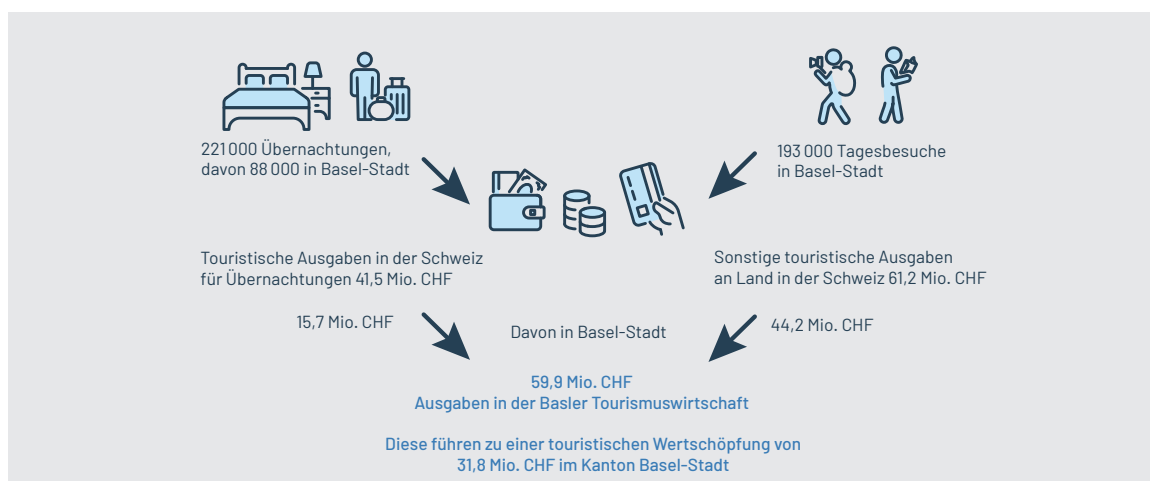 221 000 Übernachtungen,
davon 88 000 in Basel-Stadt
193 000 Tagesbesuche
in Basel-Stadt
Touristische Ausgaben in der Schweiz
für Übernachtungen 41,5 Mio. CHF
Sonstige touristische Ausgaben
an Land in der Schweiz 61,2 Mio. CHF
15,7 Mio. CHF
Davon in Basel-Stadt
44,2 Mio. CHF
59,9 Mio. CHF
Ausgaben in der Basler Tourismuswirtschaft
Diese führen zu einer touristischen Wertschöpfung von
31,8 Mio. CHF im Kanton Basel-Stadt